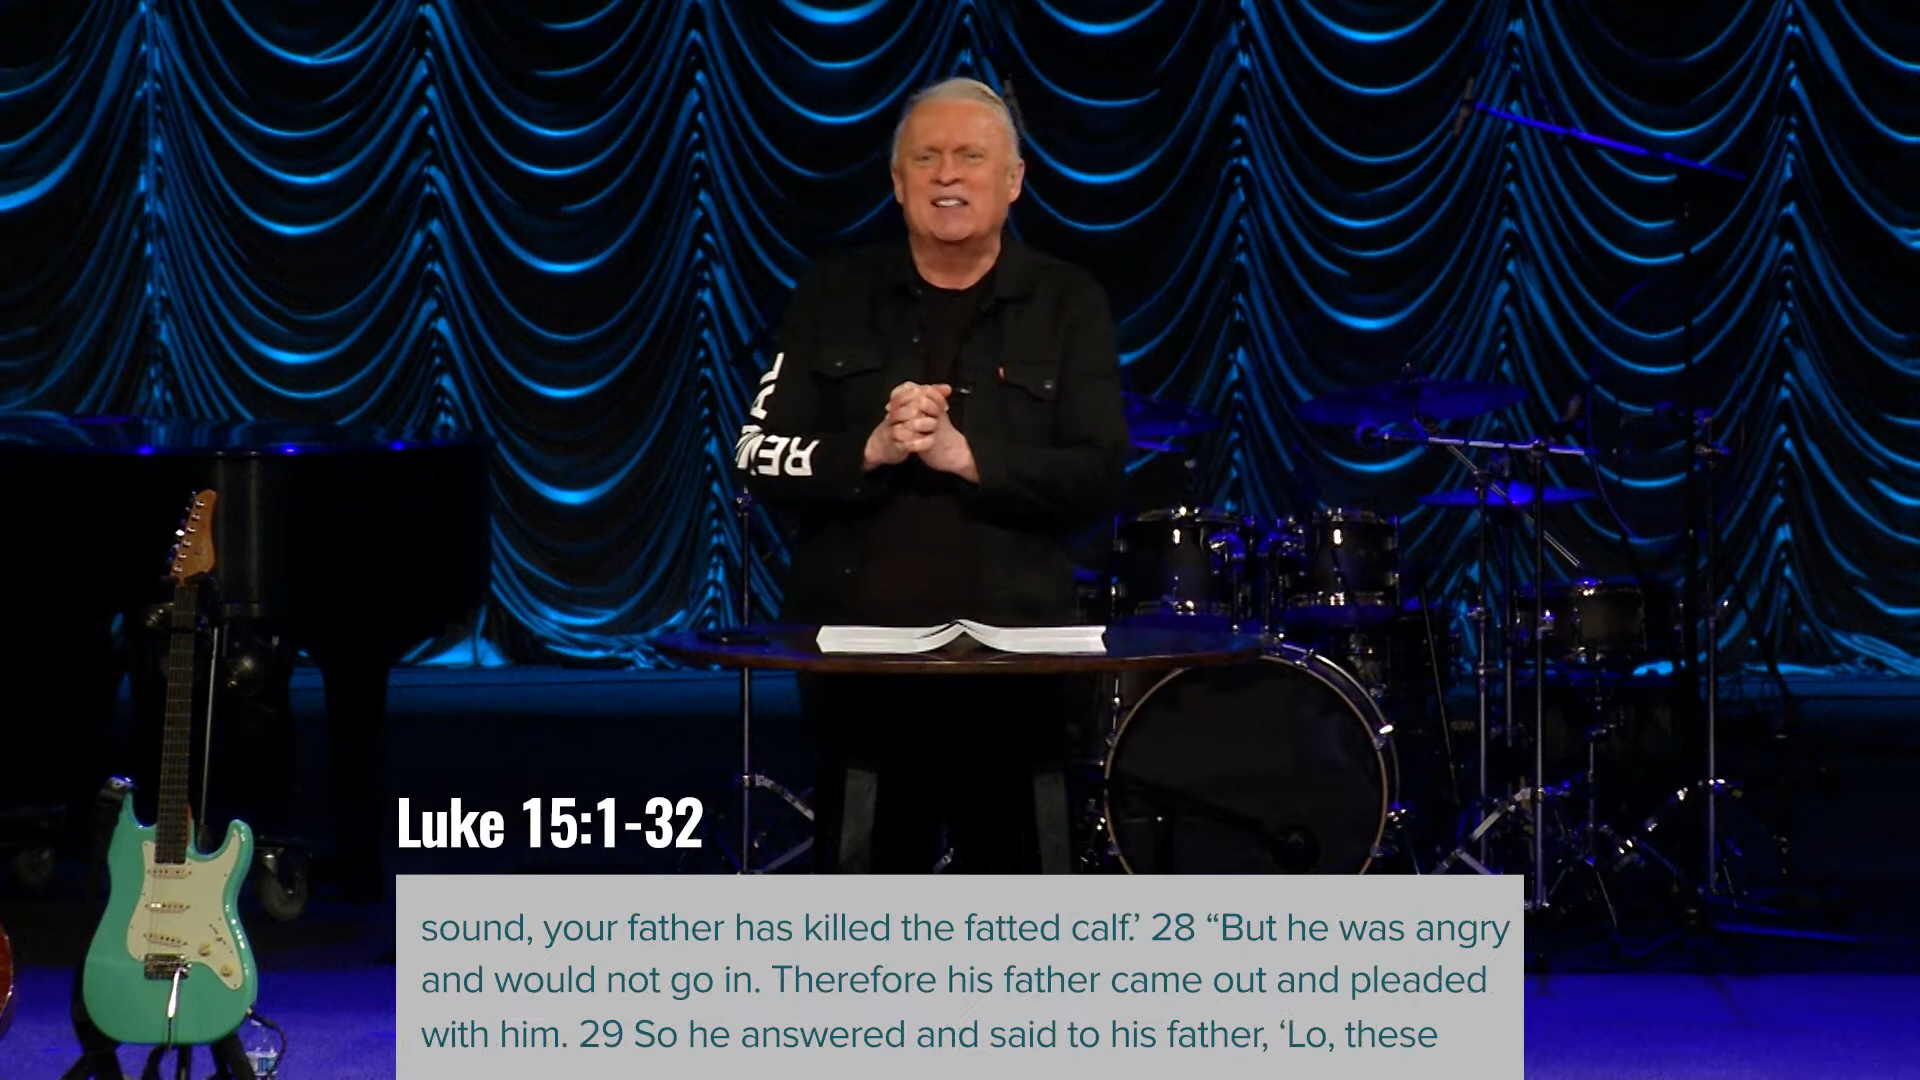 Luke 15:1-32
sound, your father has killed the fatted calf.’ 28 “But he was angry
and would not go in. Therefore his father came out and pleaded
with him. 29 So he answered and said to his father, ‘Lo, these